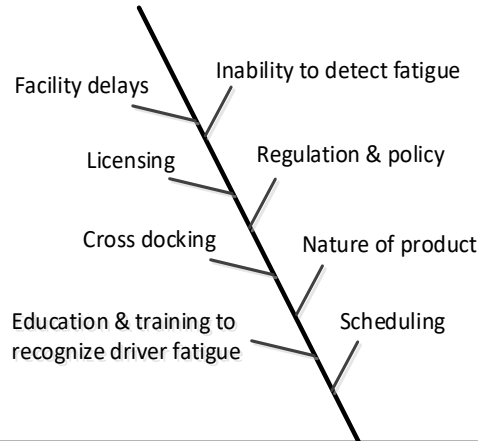 Inability to detect fatigue
Facility delays
Regulation & policy
Licensing
Cross docking
Nature of product
Education & training to
recognize driver fatigue
Scheduling